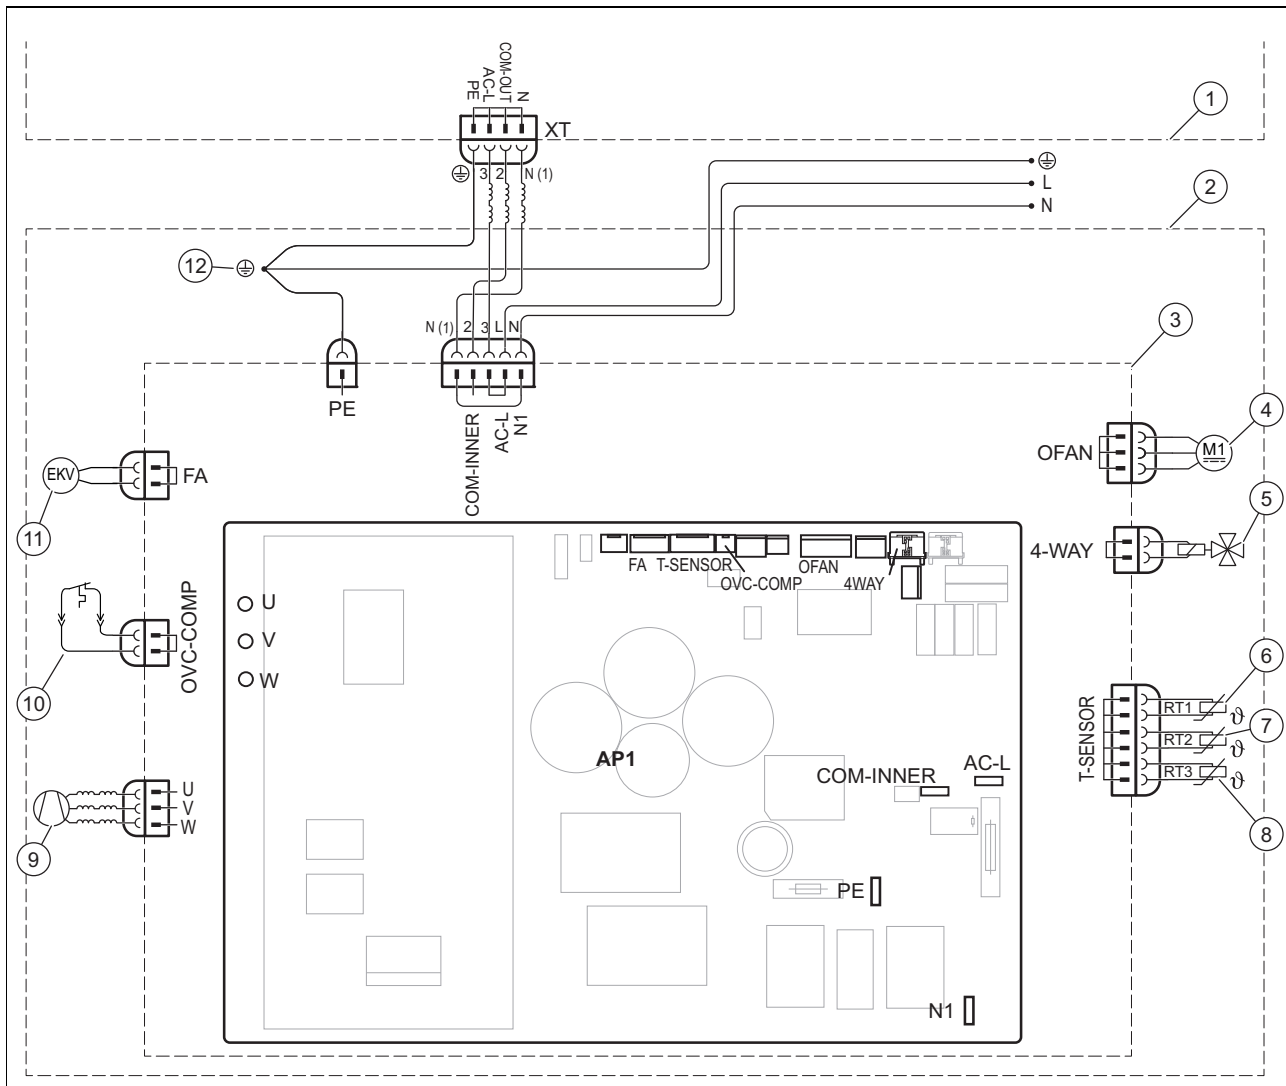 PE
AC-L
COM-OUT
N
XT
1
3 2 N (1)
L
N
2
12
N (1) 2 3 L N
3
PE
COM-INNER
AC-L
N1
4
OFAN
M1
EKV
FA
11
5
4-WAY
FA T-SENSOR
OVC-COMP
OFAN
4WAY
OVC-COMP
U
V
W
10
6
T-SENSOR
RT1 ϑ
7
RT2 ϑ
RT3 ϑ
8
AP1
COM-INNER
AC-L
U
V
W
9
PE
N1